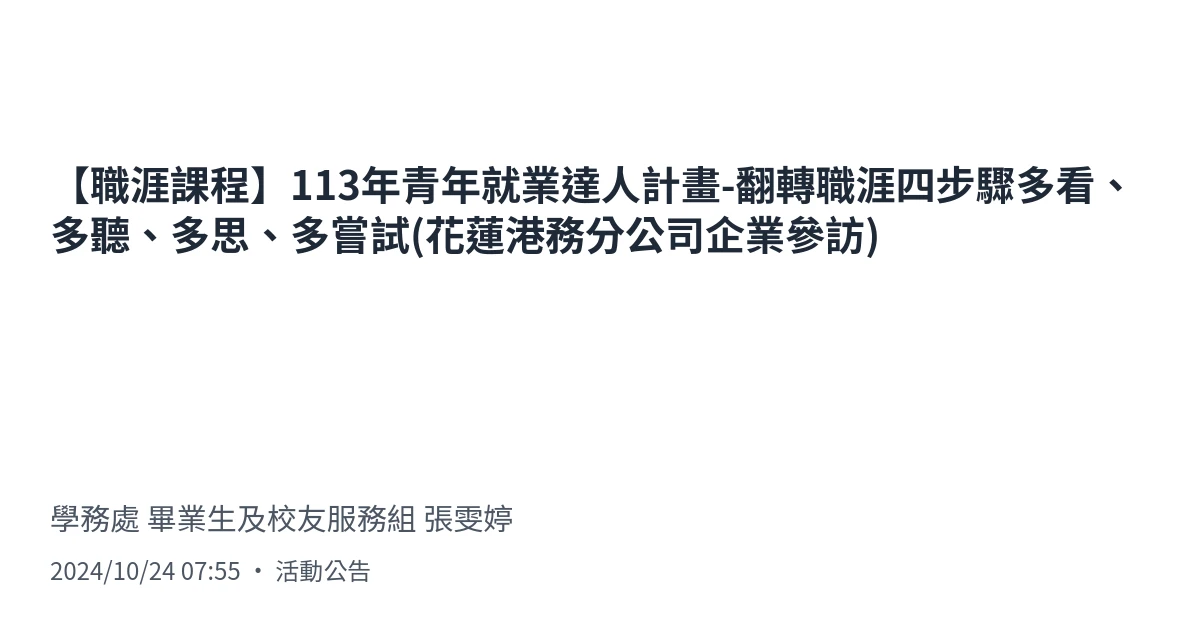 【職涯課程】113年青年就業達人計畫-翻轉職涯四步驟多看、
多聽、多思、多嘗試(花蓮港務分公司企業參訪)
學務處 畢業生及校友服務組 張雯婷
2024/10/24 07:55 • 活動公告